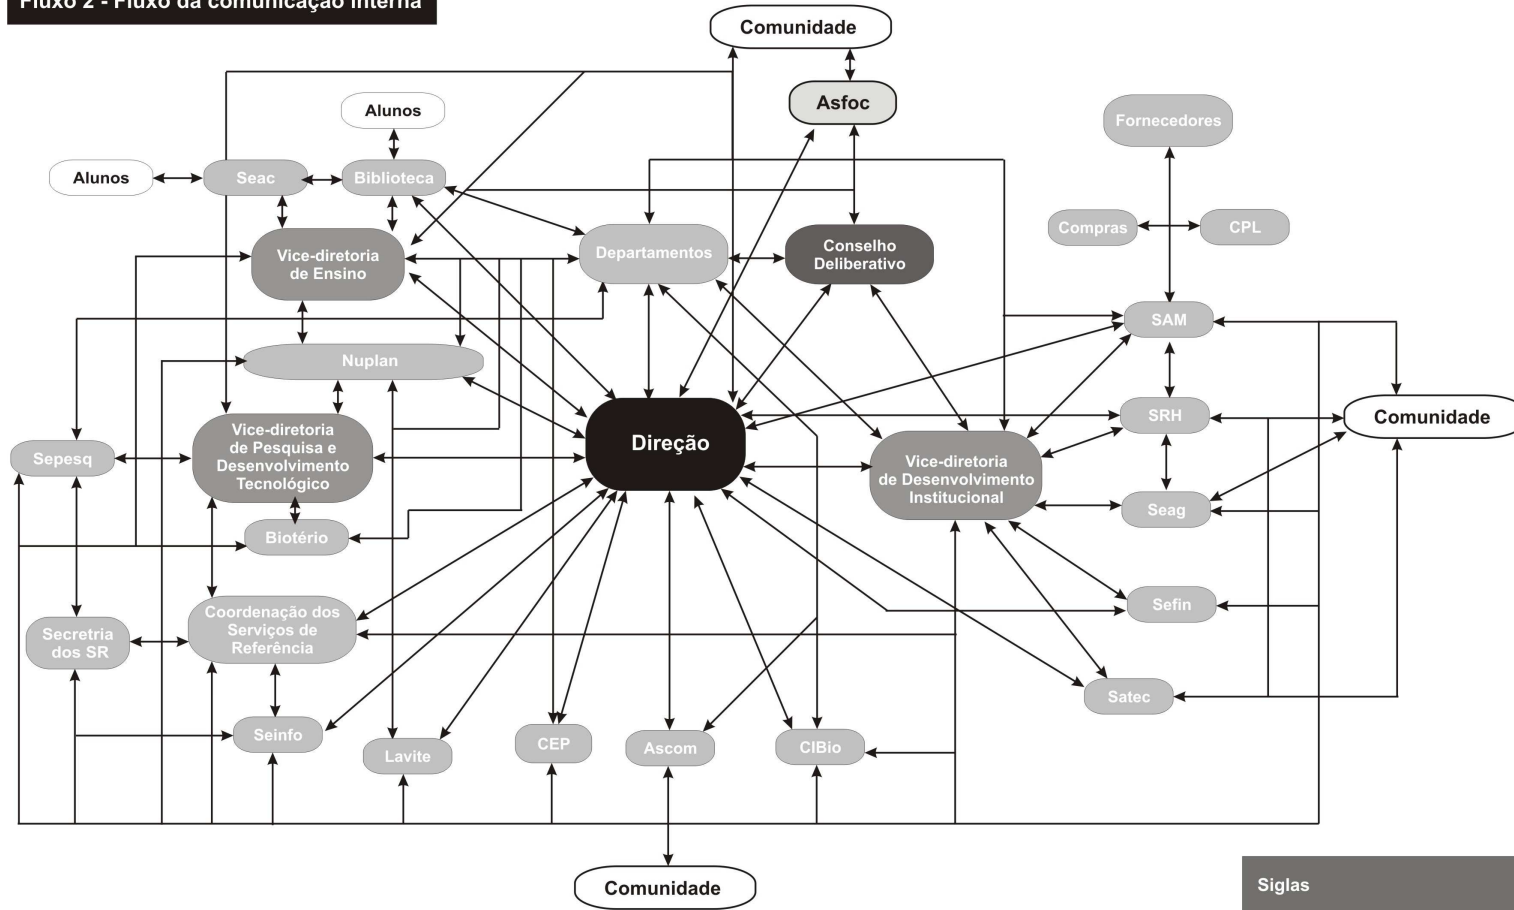 Fluxo 2 - Fluxo da comunicação interna
Comunidade
Asfoc
Alunos
Fornecedores
Alunos
Seac
Biblioteca
Compras
CPL
Vice-diretoria
de Ensino
Departamentos
Conselho
Deliberativo
SAM
Nuplan
SRH
Comunidade
Vice-diretoria
de Pesquisa e
Desenvolvimento
Tecnológico
Direção
Sepesq
Vice-diretoria
de Desenvolvimento
Institucional
Seag
Biotério
Sefin
Coordenação dos
Serviços de
Referência
Secretria
dos SR
Satec
Seinfo
Lavite
CEP
Ascom
CIBio
Comunidade
Siglas